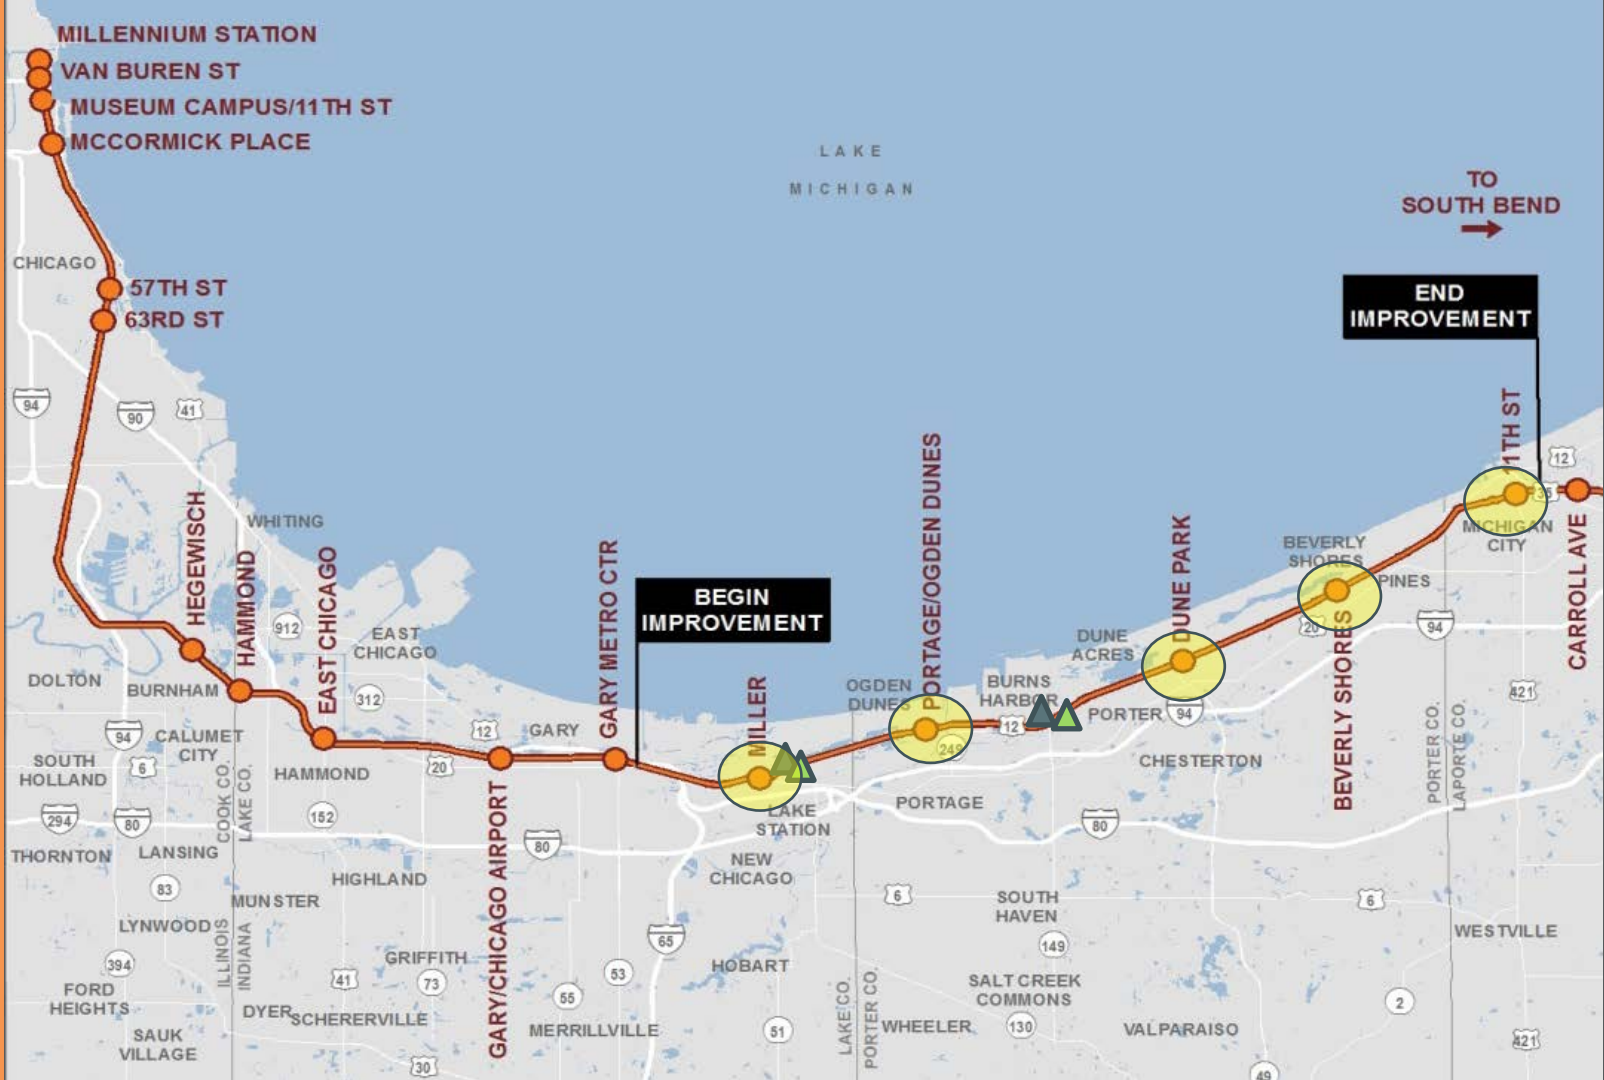 MILLENNIUM STATION
VAN BUREN ST
MUSEUM CAMPUS/11TH ST
MCCORMICK PLACE
LAKE
MICHIGAN
TO
SOUTH BEND
CHICAGO
57TH ST
63RD ST
END
IMPROVEMENT
94
90
41
11TH ST
12
35
HEGEWISCH
WHITING
HAMMOND
EAST CHICAGO
GARY METRO CTR
PORTAGE/OGDEN DUNES
DUNE PARK
BEVERLY
SHORES
MICHIGAN
CITY
CARROLL AVE
PINES
BEGIN
IMPROVEMENT
912
EAST
CHICAGO
20
94
DUNE
ACRES
DOLTON
BURNHAM
312
MILLER
OGDEN
DUNES
BURNS
HARBOR
BEVERLY SHORES
421
94
CALUMET
CITY
12
GARY
12
PORTER
94
249
CHESTERTON
PORTER CO.
LAPORTE CO.
SOUTH
HOLLAND
6
HAMMOND
20
COOK CO.
LAKE CO.
GARY/CHICAGO AIRPORT
LAKE
STATION
PORTAGE
294
80
152
80
80
THORNTON
LANSING
NEW
CHICAGO
83
HIGHLAND
MUNSTER
6
SOUTH
HAVEN
6
LYNWOOD
ILLINOIS
INDIANA
65
149
WESTVILLE
394
GRIFFITH
41
73
53
HOBART
SALT CREEK
COMMONS
FORD
HEIGHTS
55
2
DYER
SCHERERVILLE
MERRILLVILLE
51
LAKE CO.
PORTER CO.
WHEELER
130
VALPARAISO
SAUK
VILLAGE
30
421
49